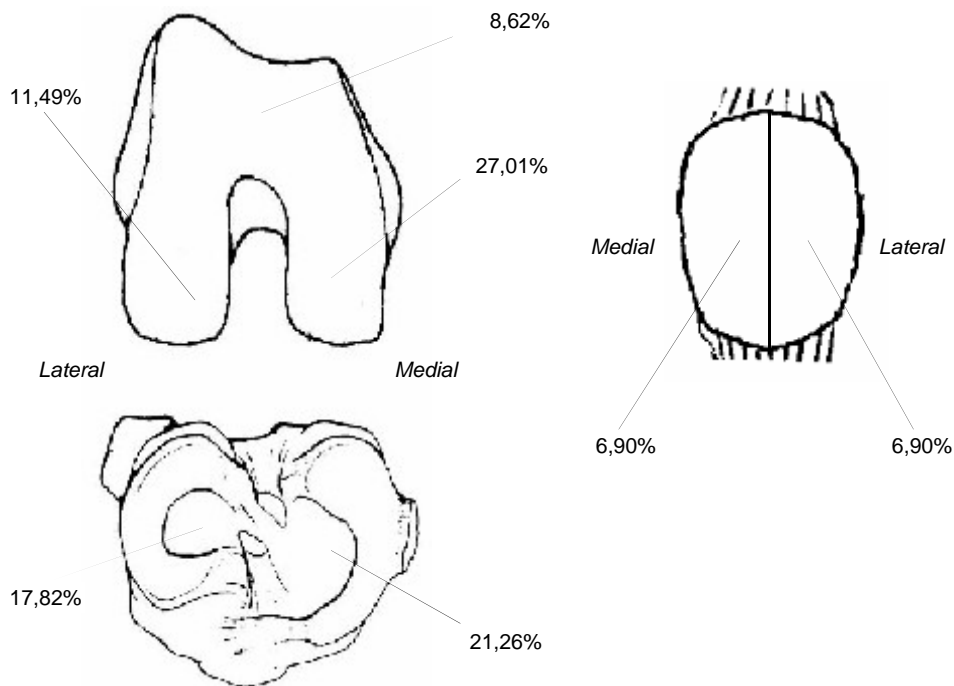 8,62%
11,49%
27,01%
Medial
Lateral
Lateral
Medial
6,90%
6,90%
17,82%
21,26%